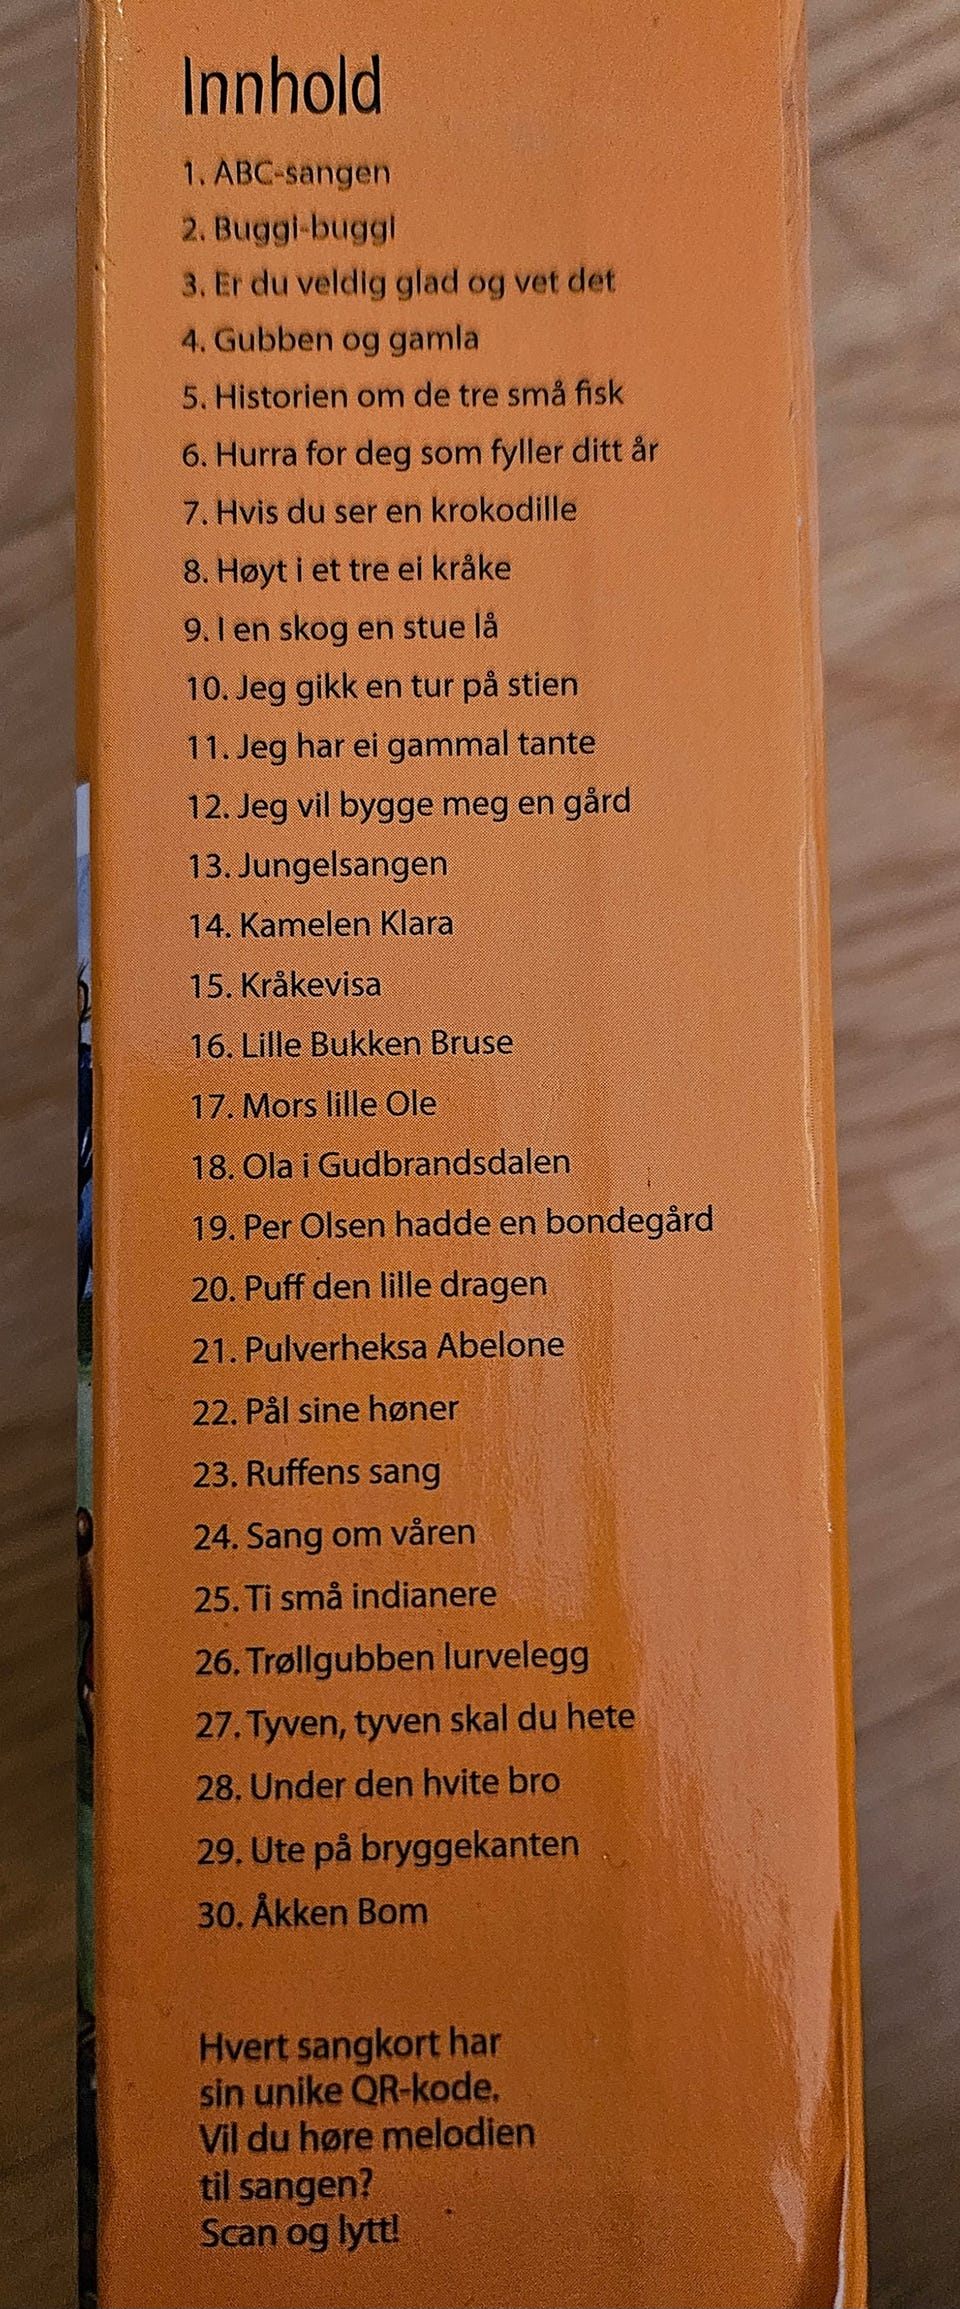 Innhold
1. ABC-sangen
2. Buggi-buggi
3. Er du veldig glad og vet det
4. Gubben og gamla
5. Historien om de tre små fisk
6. Hurra for deg som fyller ditt år
7. Hvis du ser en krokodille
8. Høyt i et tre ei kråke
9. I en skog en stue lå
10. Jeg gikk en tur på stien
11. Jeg har ei gammal tante
12. Jeg vil bygge meg en gård
13. Jungelsangen
14. Kamelen Klara
15. Kråkevisa
16. Lille Bukken Bruse
17. Mors lille Ole
18. Ola i Gudbrandsdalen
19. Per Olsen hadde en bondegård
20. Puff den lille dragen
21. Pulverheksa Abelone
22. Pål sine høner
23. Ruffens sang
24. Sang om våren
25. Ti små indianere
26. Trøllgubben lurvelegg
27. Tyven, tyven skal du hete
28. Under den hvite bro
29. Ute på bryggekanten
30. Åkken Bom
Hvert sangkort har
sin unike QR-kode.
Vil du høre melodien
til sangen?
Scan og lytt!